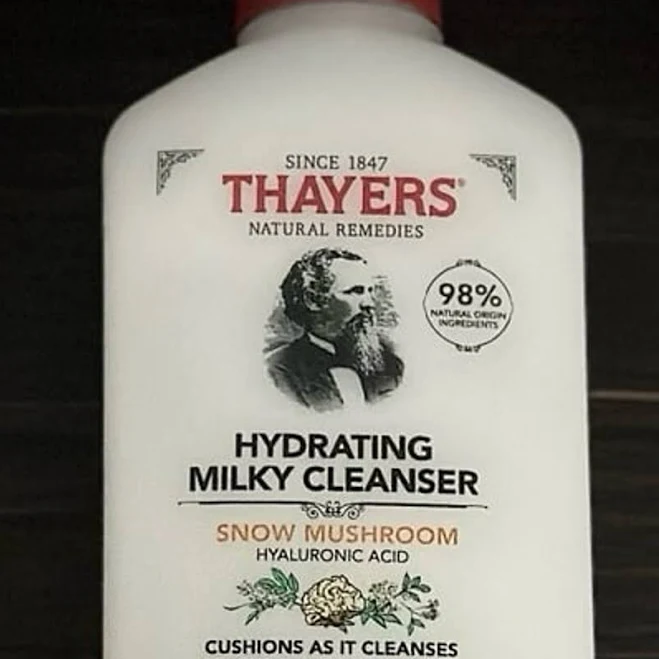 SINCE 1847
THAYERS®
NATURAL REMEDIES
98%
NATURAL ORIGIN
INGREDIENTS
HYDRATING
MILKY CLEANSER
SNOW MUSHROOM
HYALURONIC ACID
CUSHIONS AS IT CLEANSES